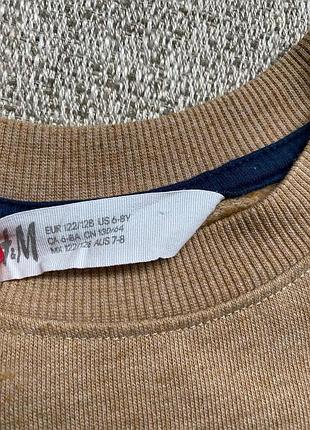 H&M
EUR 122/128 US 6-8Y
CA 6-8A CN 130/64
MX 122/128 AUS 7-8